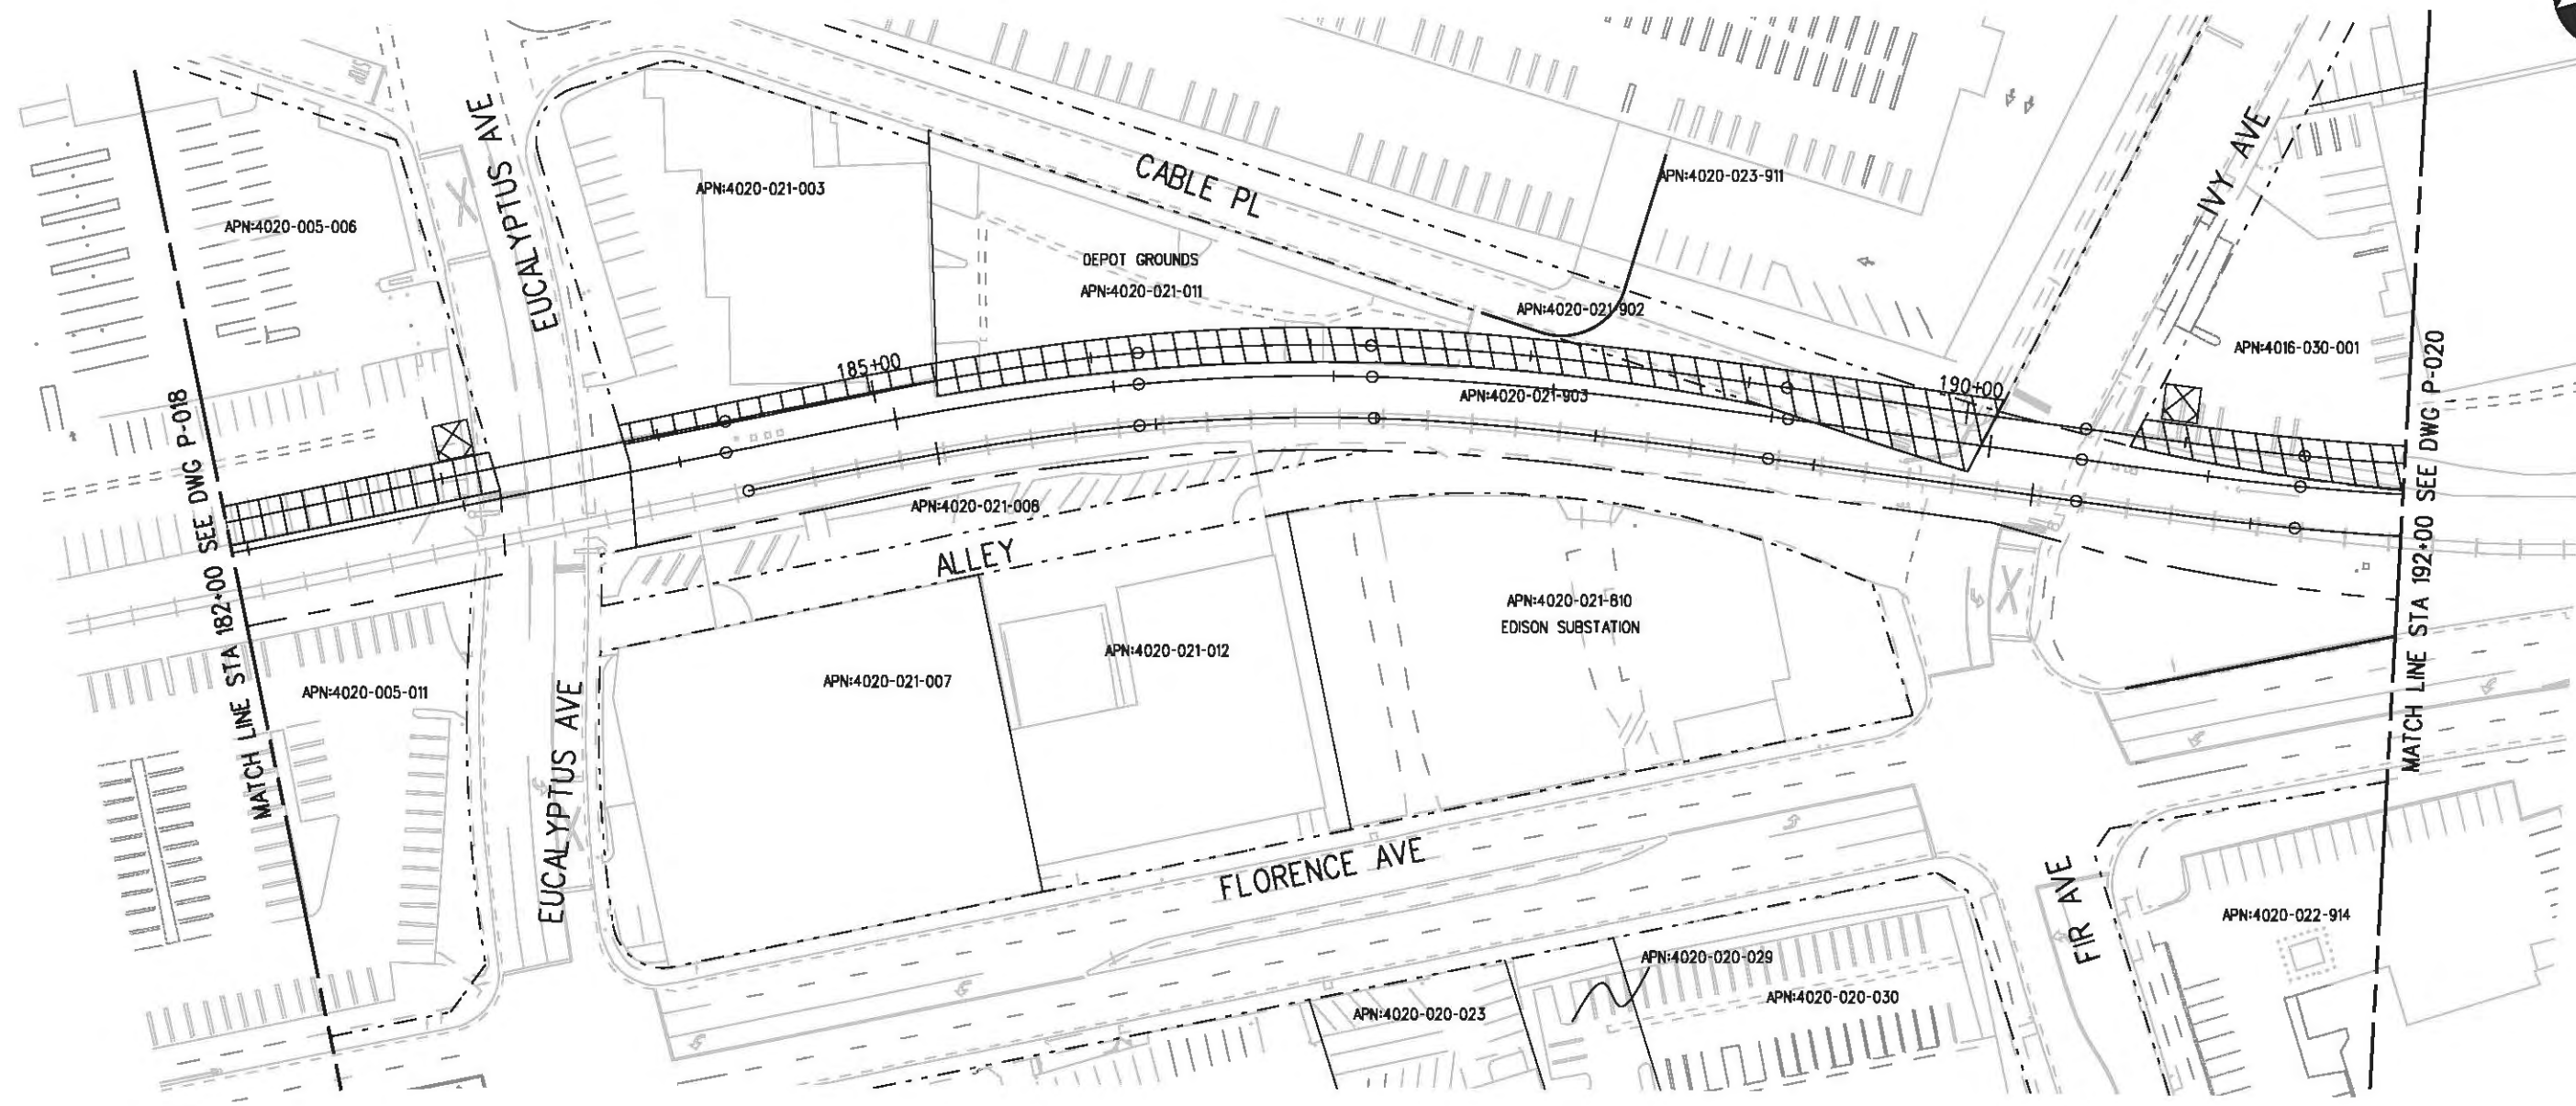 STOP
EUCALYPTUS AVE
CABLE PL
IVY AVE
APN:4020-021-003
APN:4020-023-911
APN:4020-005-006
DEPOT GROUNDS
APN:4020-021-011
APN:4020-021-902
APN:4016-030-001
185+00
190+00
APN:4020-021-903
MATCH LINE STA 182+00 SEE DWG P-018
MATCH LINE STA 192+00 SEE DWG P-020
APN:4020-021-008
ALLEY
APN:4020-021-810
EDISON SUBSTATION
APN:4020-021-012
APN:4020-021-007
APN:4020-005-011
EUCALYPTUS AVE
FLORENCE AVE
FIR AVE
APN:4020-022-914
APN:4020-020-029
APN:4020-020-030
APN:4020-020-023